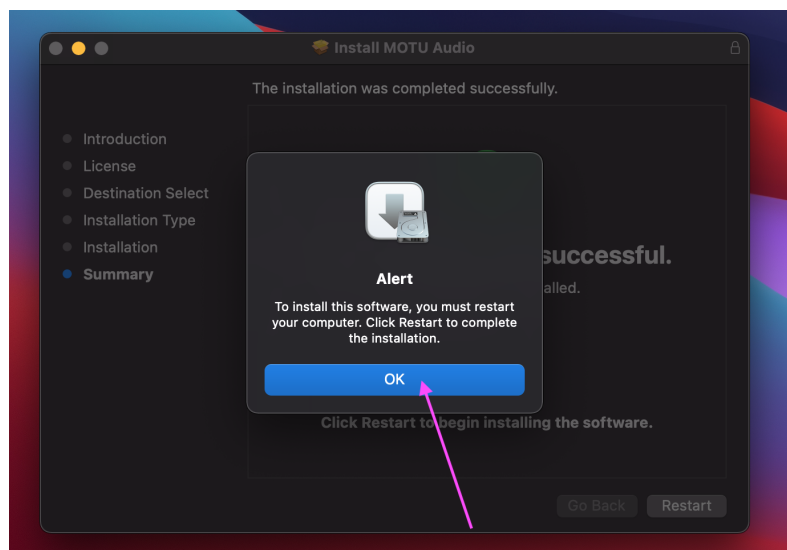 Install MOTU Audio
The installation was completed successfully.
Introduction
License
Destination Select
Installation Type
Installation
Summary
successful.
Alert
To install this software, you must restart
your computer. Click Restart to complete
the installation.
OK
Click Restart to begin installing the software.
Go Back
Restart